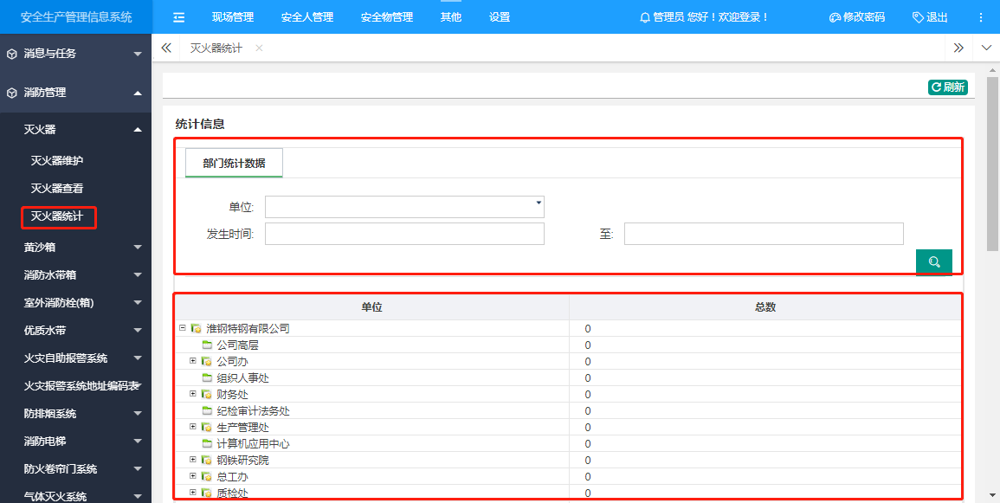 安全生产管理信息系统
现场管理 安全人管理 安全物管理 其他 设置 管理员 您好！欢迎登录！ 修改密码 退出
消息与任务
消防管理
灭火器
灭火器维护
灭火器查看
灭火器统计
黄沙箱
消防水带箱
室外消防栓(箱)
优质水带
火灾自助报警系统
火灾报警系统地址编码表
防排烟系统
消防电梯
防火卷帘门系统
气体灭火系统
灭火器统计
刷新
统计信息
部门统计数据
单位:
发生时间: 至:
单位 总数
淮钢特钢有限公司 0
公司高层 0
公司办 0
组织人事处 0
财务处 0
纪检审计法务处 0
生产管理处 0
计算机应用中心 0
钢铁研究院 0
总工办 0
质检处 0